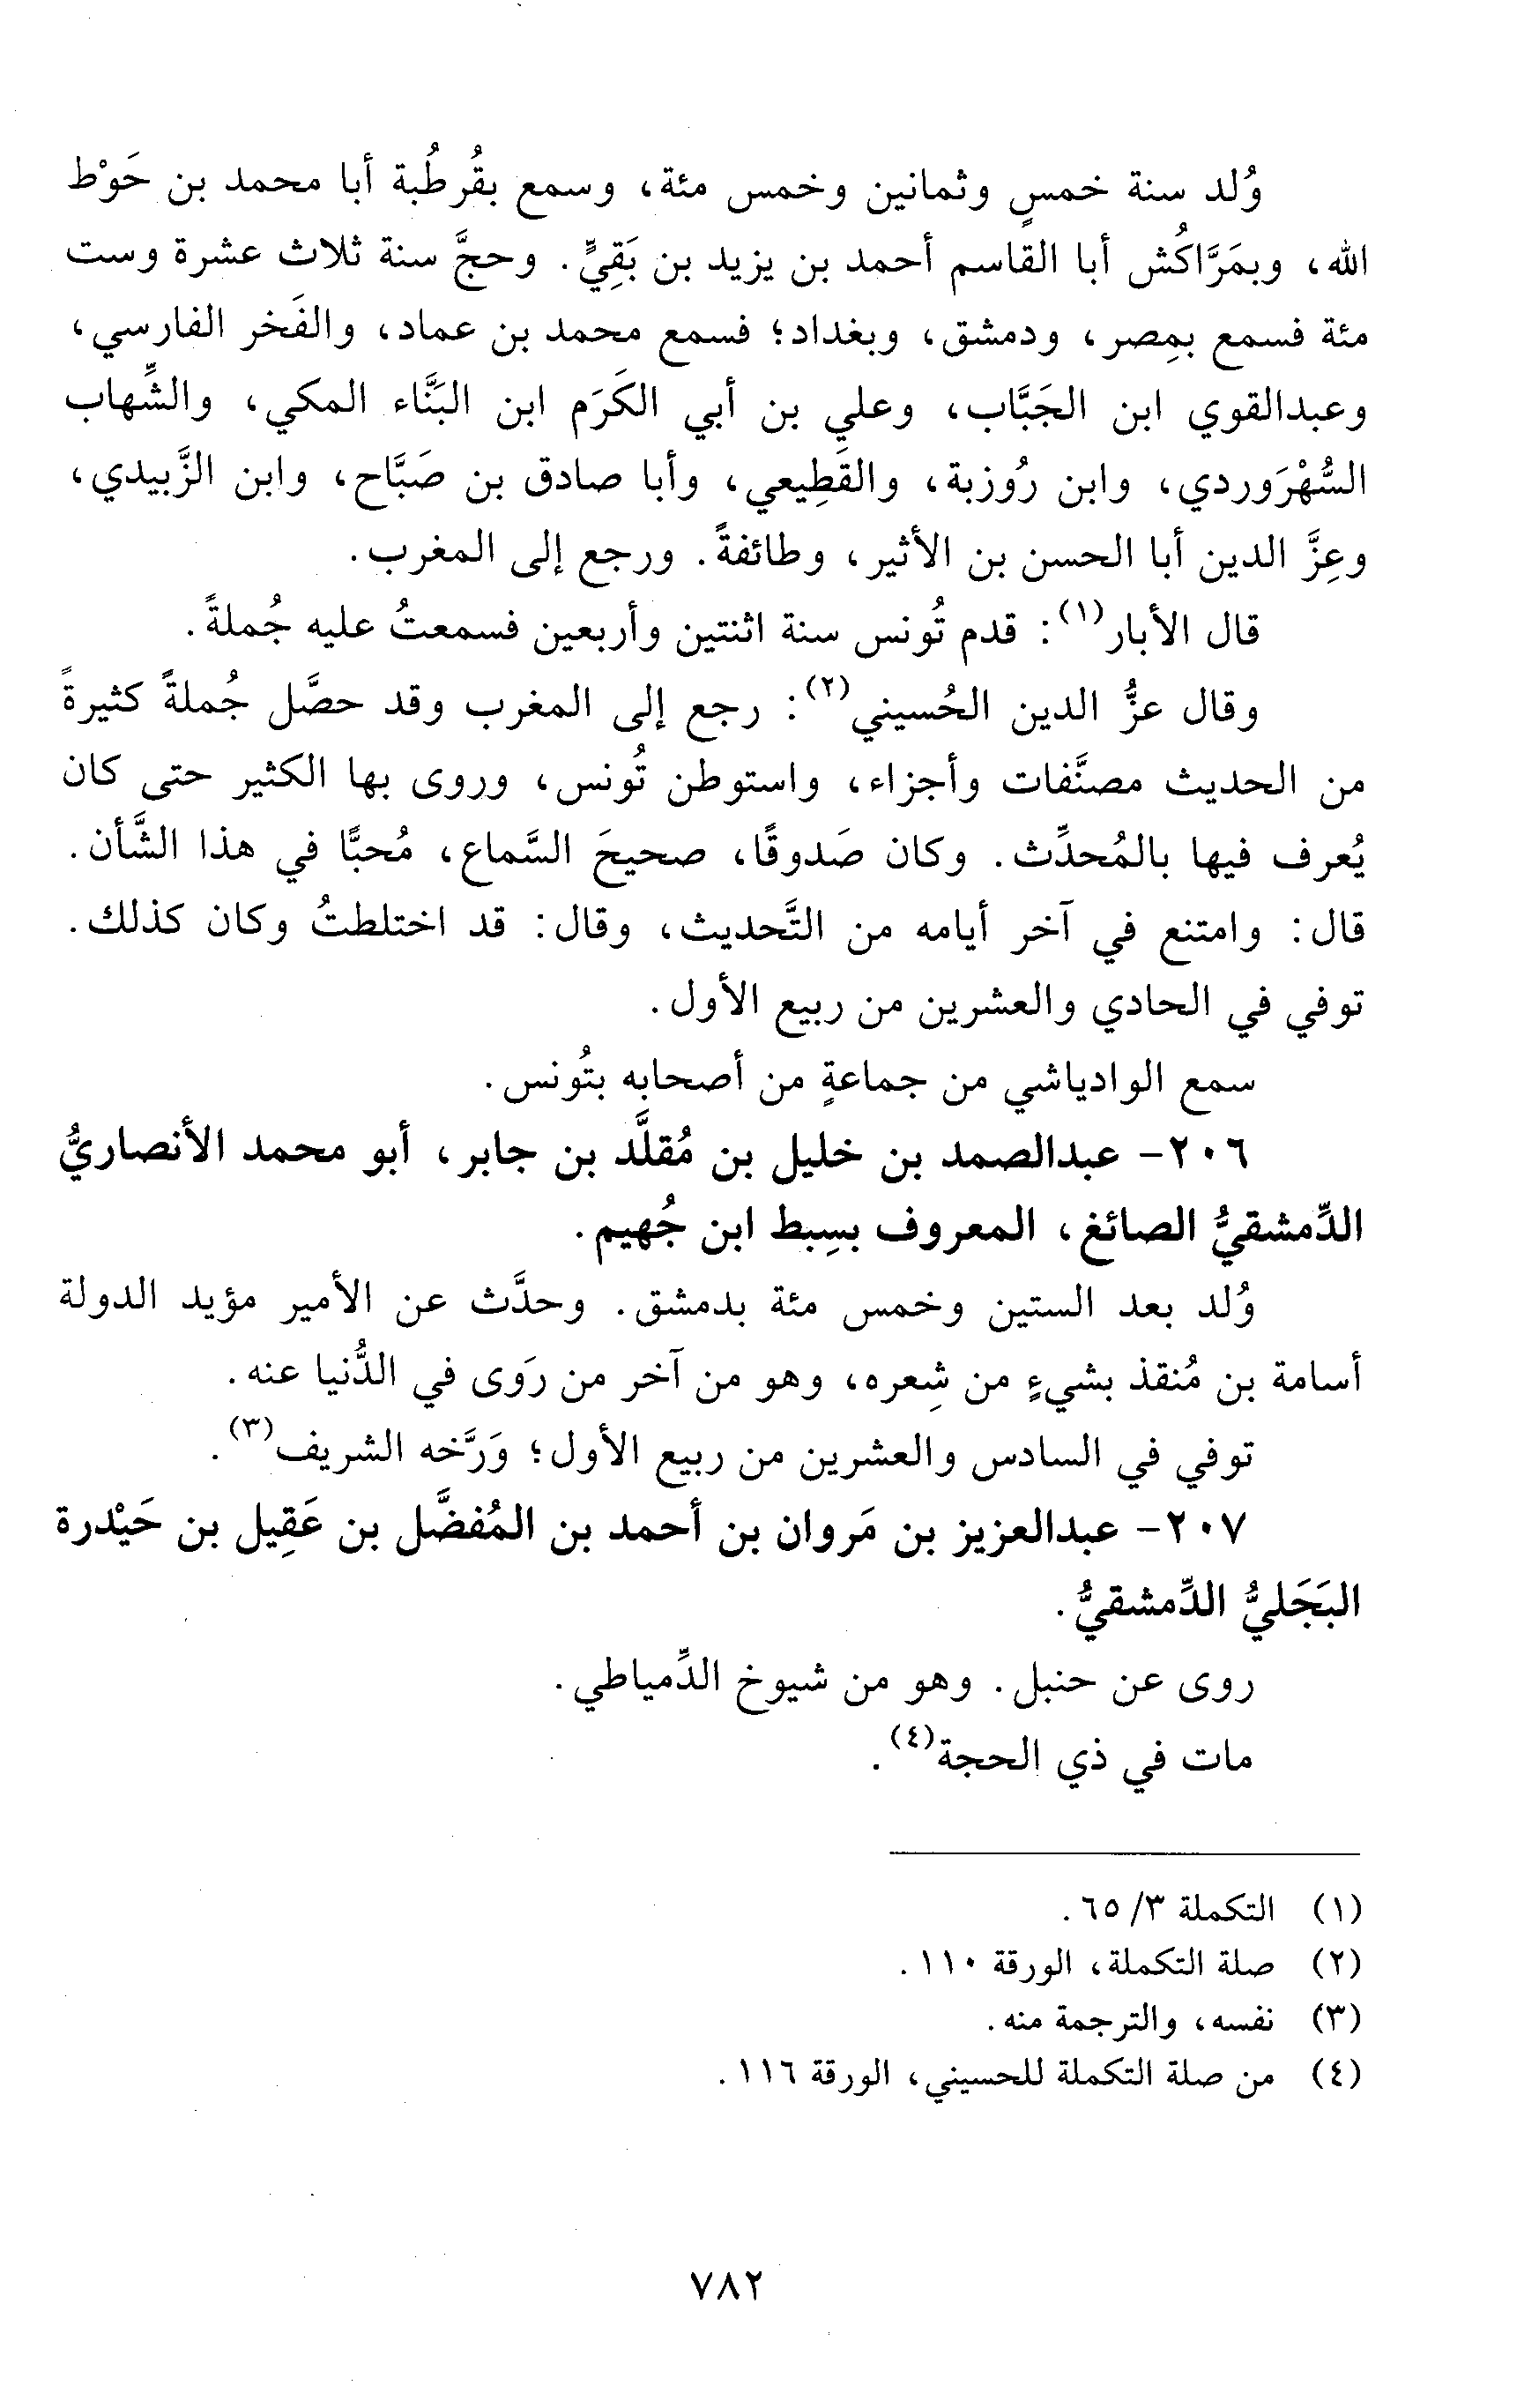 وُلد سنة خمسٍ وثمانين وخمس مئة، وسمع بقُرطُبة أبا محمد بن حَوْط
الله، وبمَرَّاكُش أبا القاسم أحمد بن يزيد بن بَقِيٍّ. وحجَّ سنة ثلاث عشرة وست
مئة فسمع بمِصر، ودمشق، وبغداد؛ فسمع محمد بن عماد، والفَخر الفارسي،
وعبدالقوي ابن الجَبَّاب، وعلي بن أبي الكَرَم ابن البَنَّاء المكي، والشِّهاب
السُّهْرَوردي، وابن رُوزبة، والقَطِيعي، وأبا صادق بن صَبَّاح، وابن الزَّبيدي،
وعِزَّ الدين أبا الحسن بن الأثير، وطائفةً. ورجع إلى المغرب.
قال الأبار(١): قدم تُونس سنة اثنتين وأربعين فسمعتُ عليه جُملةً.
وقال عزُّ الدين الحُسيني(٢): رجع إلى المغرب وقد حصَّل جُملةً كثيرةً
من الحديث مصنَّفات وأجزاء، واستوطن تُونس، وروى بها الكثير حتى كان
يُعرف فيها بالمُحدِّث. وكان صَدوقًا، صحيحَ السَّماع، مُحبًّا في هذا الشَّأن.
قال: وامتنع في آخر أيامه من التَّحديث، وقال: قد اختلطتُ وكان كذلك.
توفي في الحادي والعشرين من ربيع الأول.
سمع الوادياشي من جماعةٍ من أصحابه بتُونس.
٢٠٦- عبدالصمد بن خليل بن مُقلَّد بن جابر، أبو محمد الأنصاريُّ
الدِّمشقيُّ الصائغ، المعروف بسِبط ابن جُهيم.
وُلد بعد الستين وخمس مئة بدمشق. وحدَّث عن الأمير مؤيد الدولة
أسامة بن مُنقذ بشيءٍ من شِعره، وهو من آخر من رَوى في الدُّنيا عنه.
توفي في السادس والعشرين من ربيع الأول؛ وَرَّخه الشريف(٣).
٢٠٧- عبدالعزيز بن مَروان بن أحمد بن المُفضَّل بن عَقِيل بن حَيْدرة
البَجَليُّ الدِّمشقيُّ.
روى عن حنبل. وهو من شيوخ الدِّمياطي.
مات في ذي الحجة(٤).
(١) التكملة ٣/ ٦٥.
(٢) صلة التكملة، الورقة ١١٠.
(٣) نفسه، والترجمة منه.
(٤) من صلة التكملة للحسيني، الورقة ١١٦.
٧٨٢